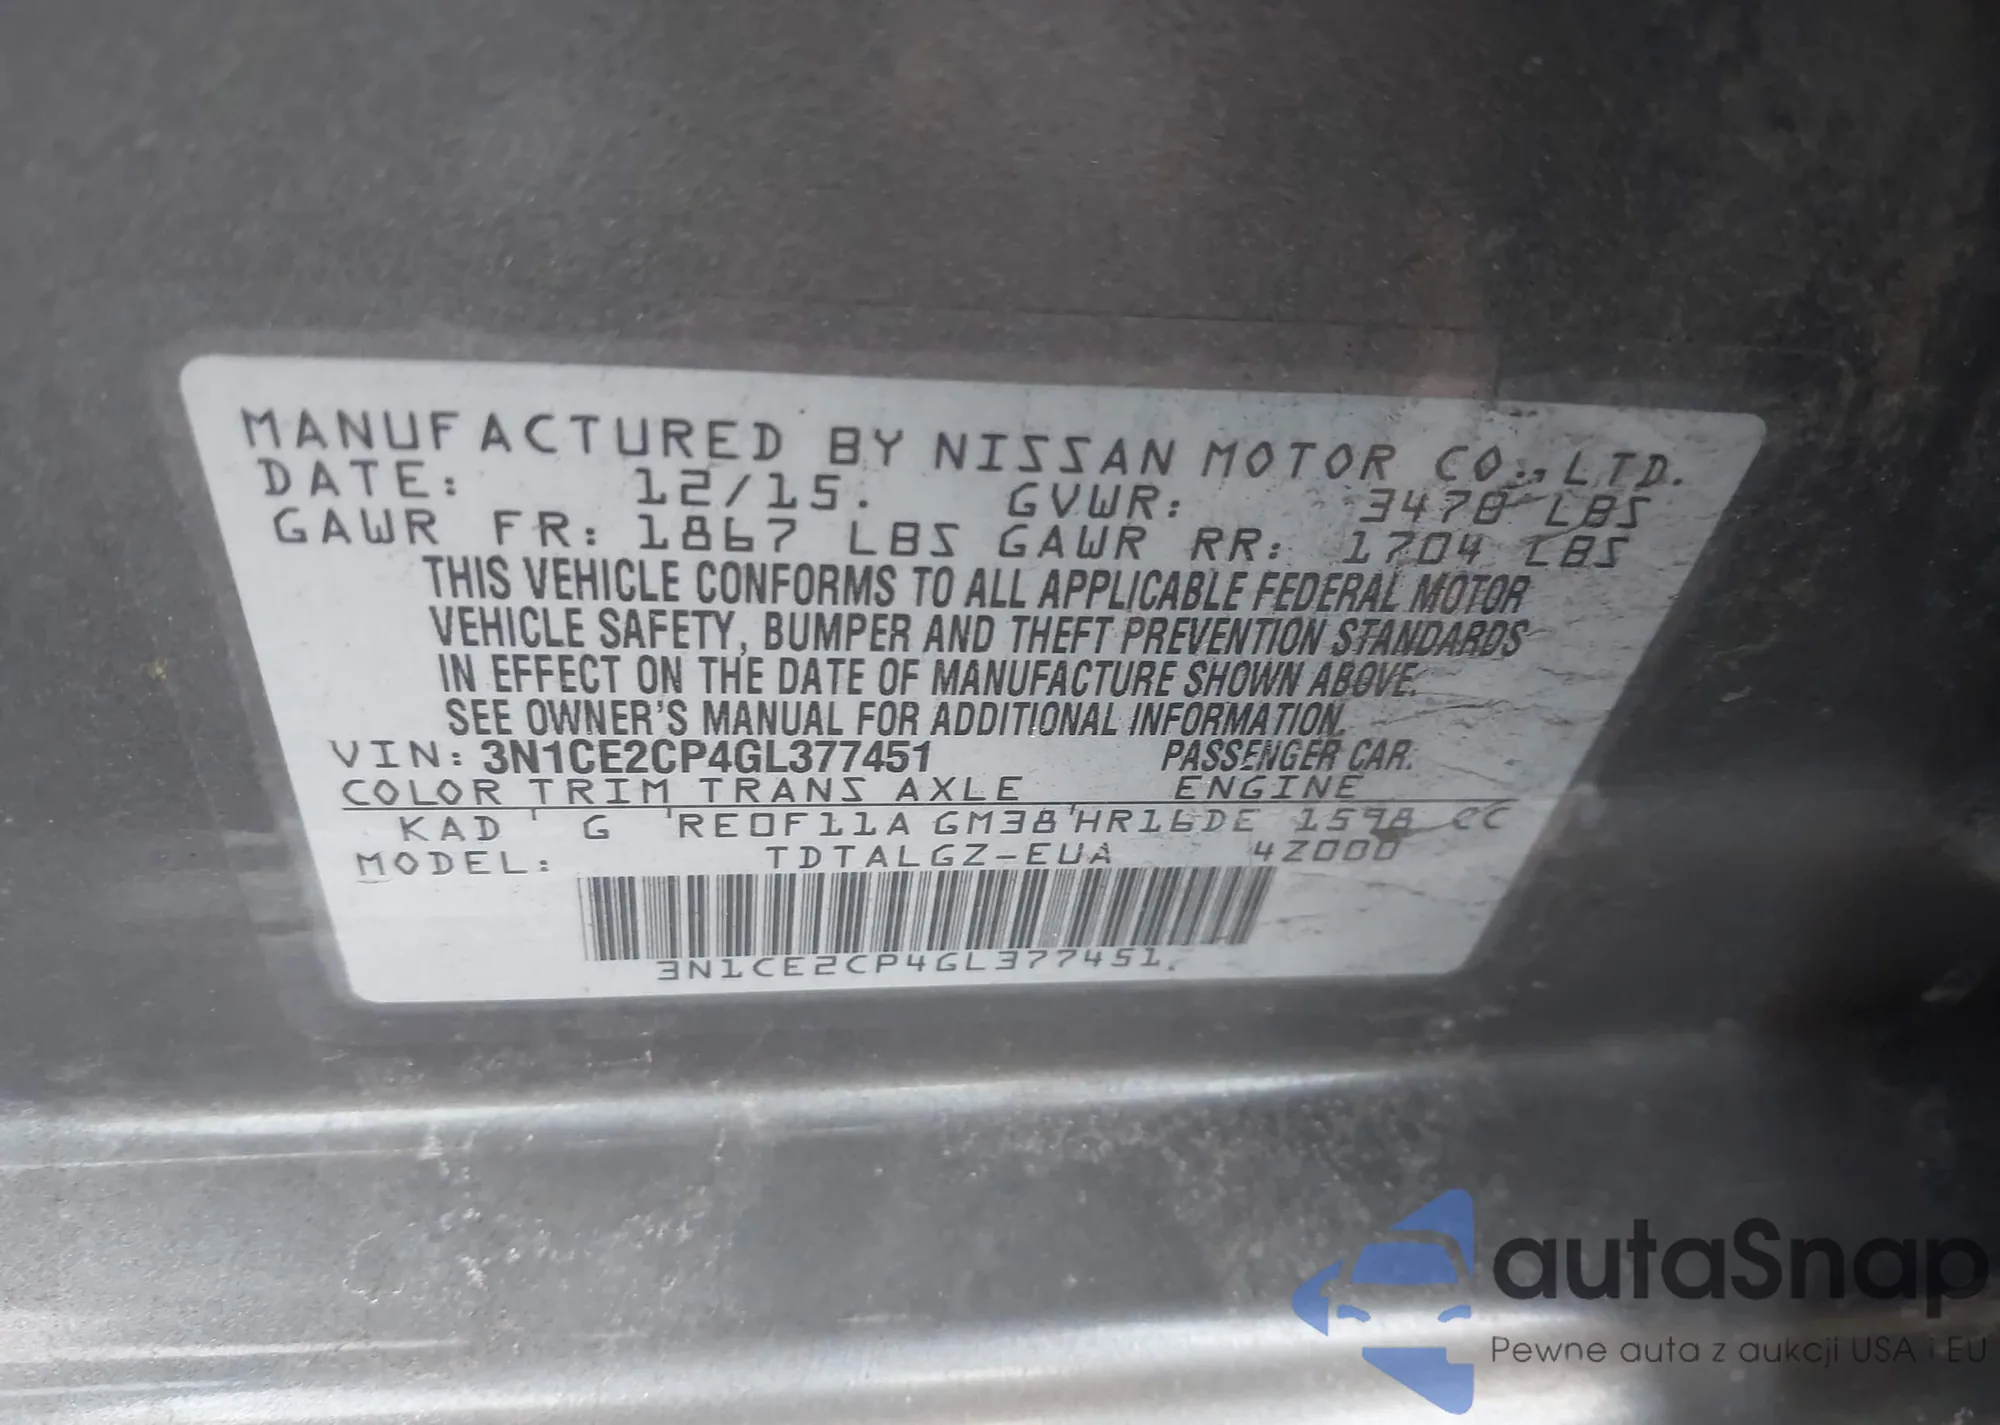 MANUFACTURED BY NISSAN MOTOR CO., LTD.
DATE: 12/15. GVWR: 3478 LBS
GAWR FR: 1867 LBS GAWR RR: 1704 LBS
THIS VEHICLE CONFORMS TO ALL APPLICABLE FEDERAL MOTOR
VEHICLE SAFETY, BUMPER AND THEFT PREVENTION STANDARDS
IN EFFECT ON THE DATE OF MANUFACTURE SHOWN ABOVE.
SEE OWNER'S MANUAL FOR ADDITIONAL INFORMATION.
VIN: 3N1CE2CP4GL377451 PASSENGER CAR.
COLOR TRIM TRANS AXLE ENGINE
KAD ' G ' RE0F11A GM38 ' HR16DE 1598 CC
MODEL: TDTALGZ-EUA 4Z000
3N1CE2CP4GL377451.
autaSnap
Pewne auta z aukcji USA i EU